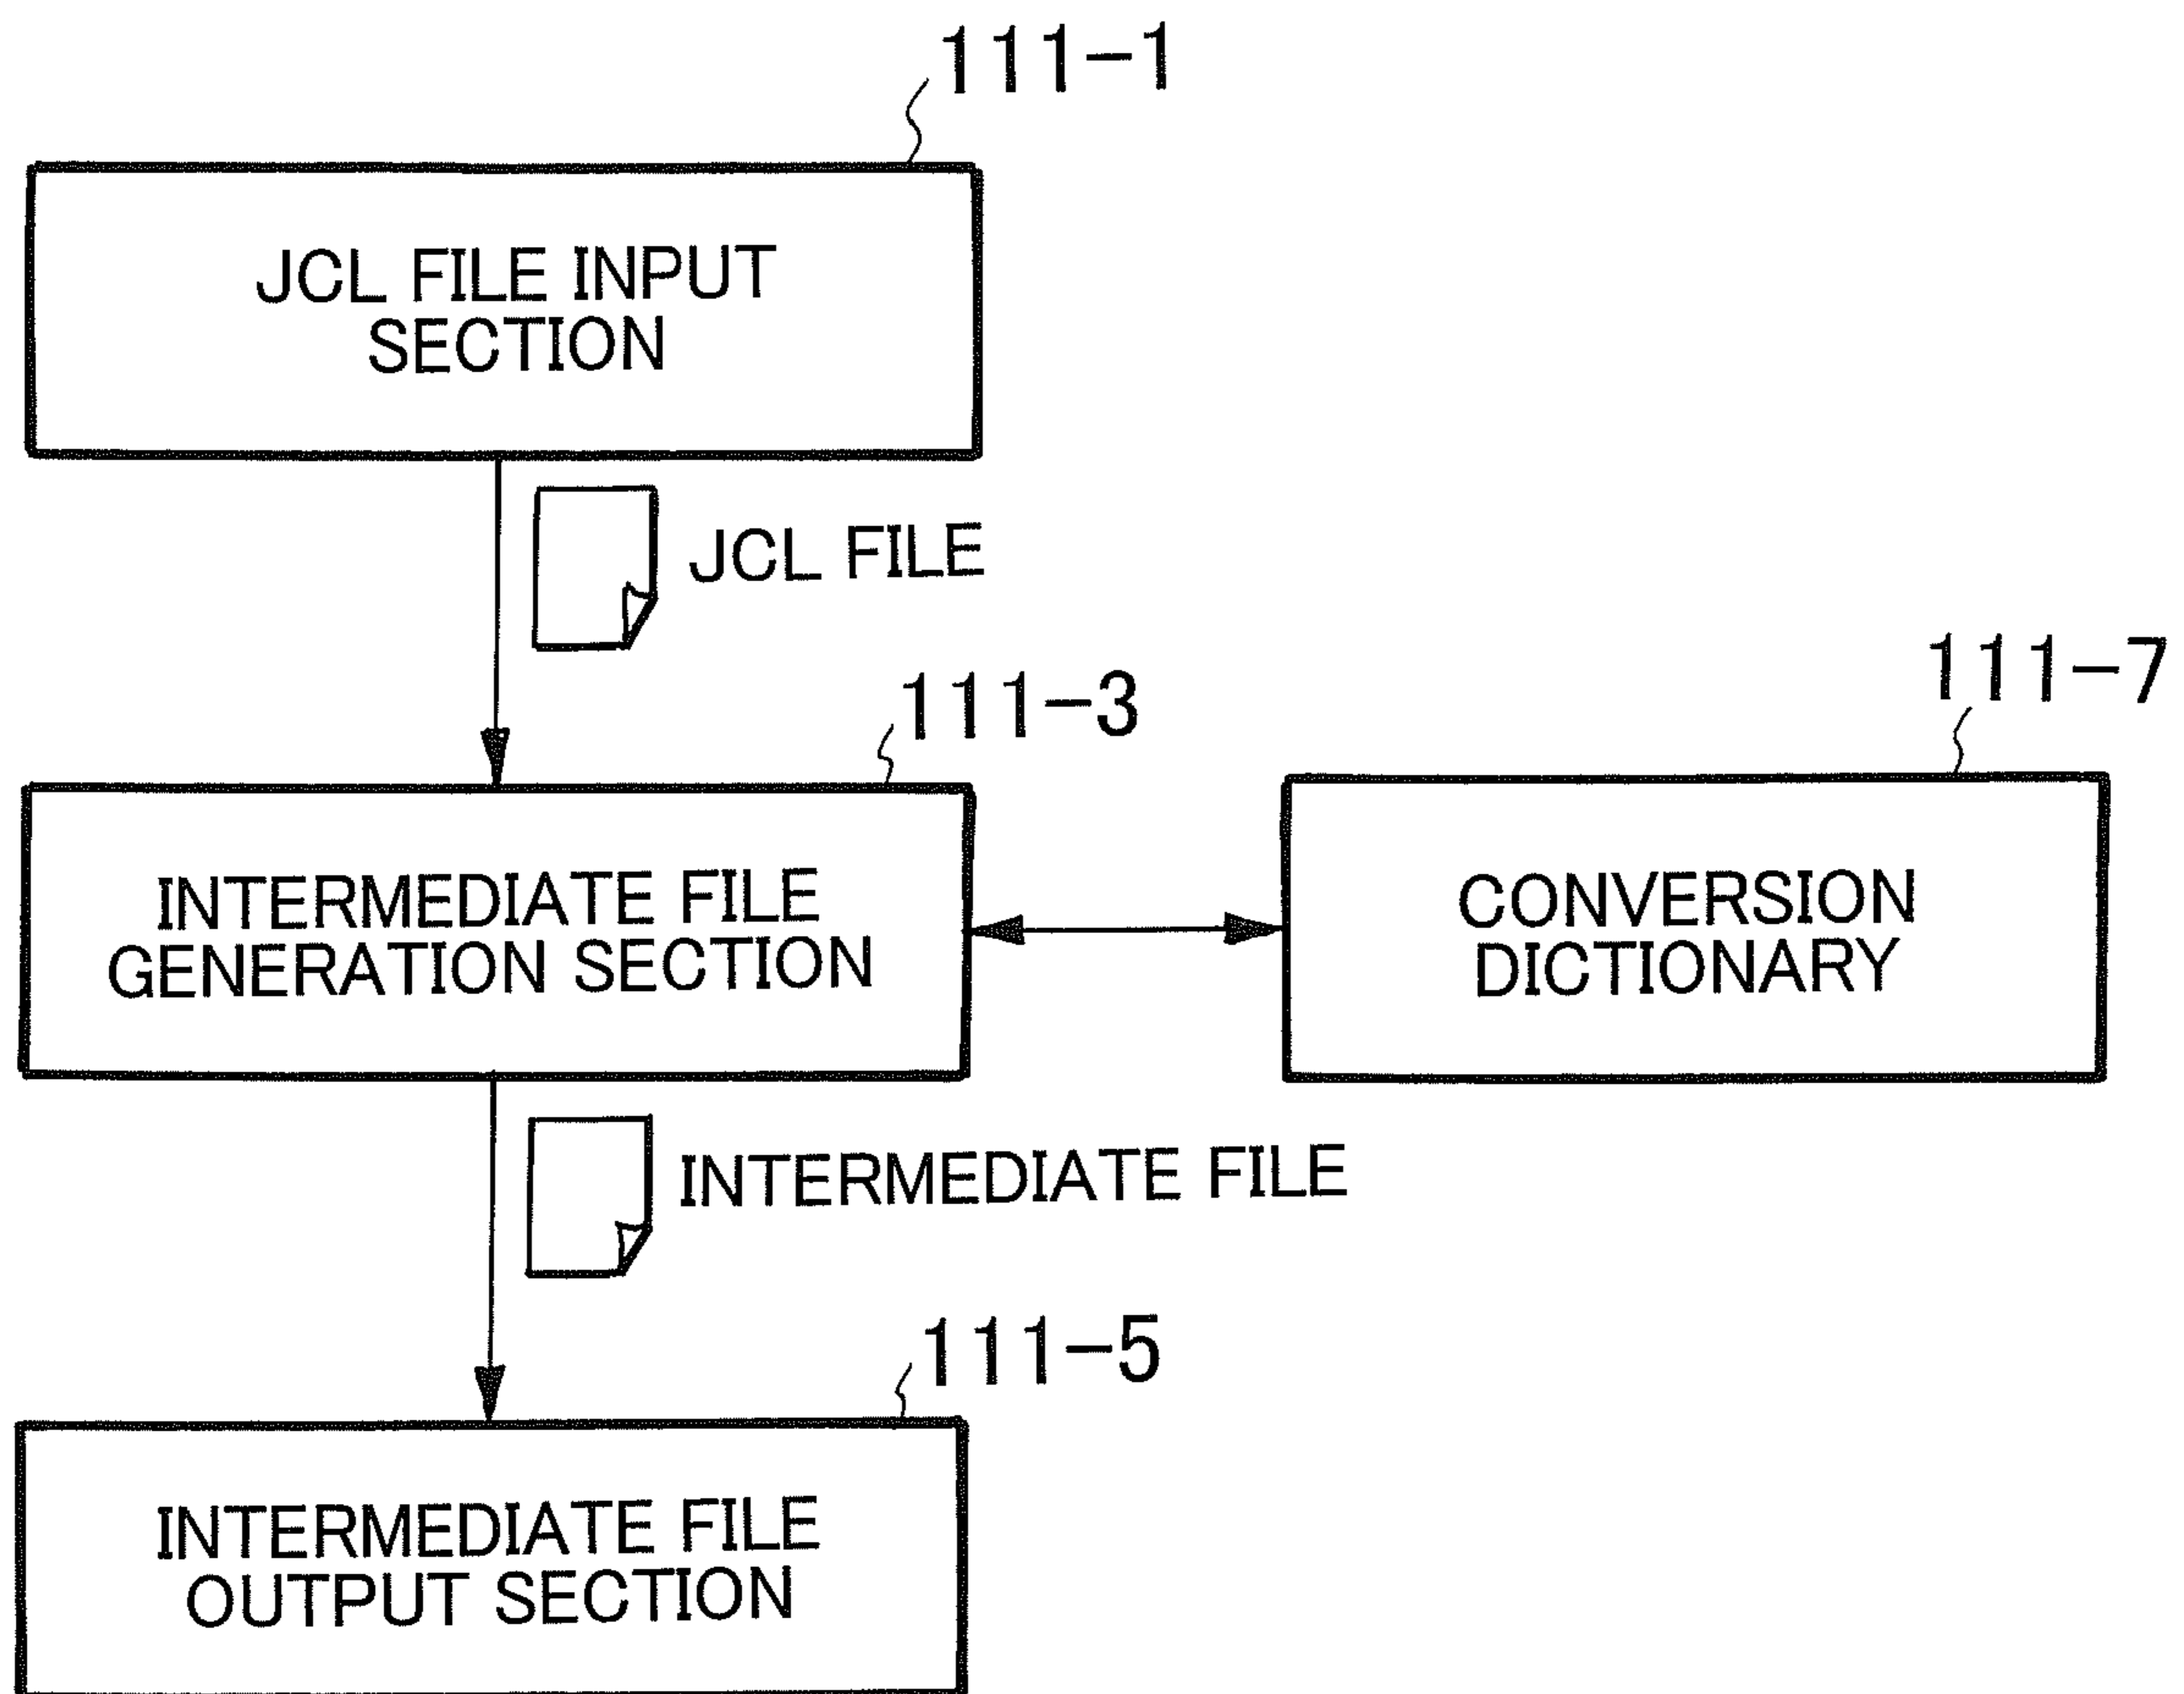 111-1
JCL FILE INPUT
SECTION
JCL FILE
111-3
111-7
INTERMEDIATE FILE
GENERATION SECTION
CONVERSION
DICTIONARY
INTERMEDIATE FILE
111-5
INTERMEDIATE FILE
OUTPUT SECTION